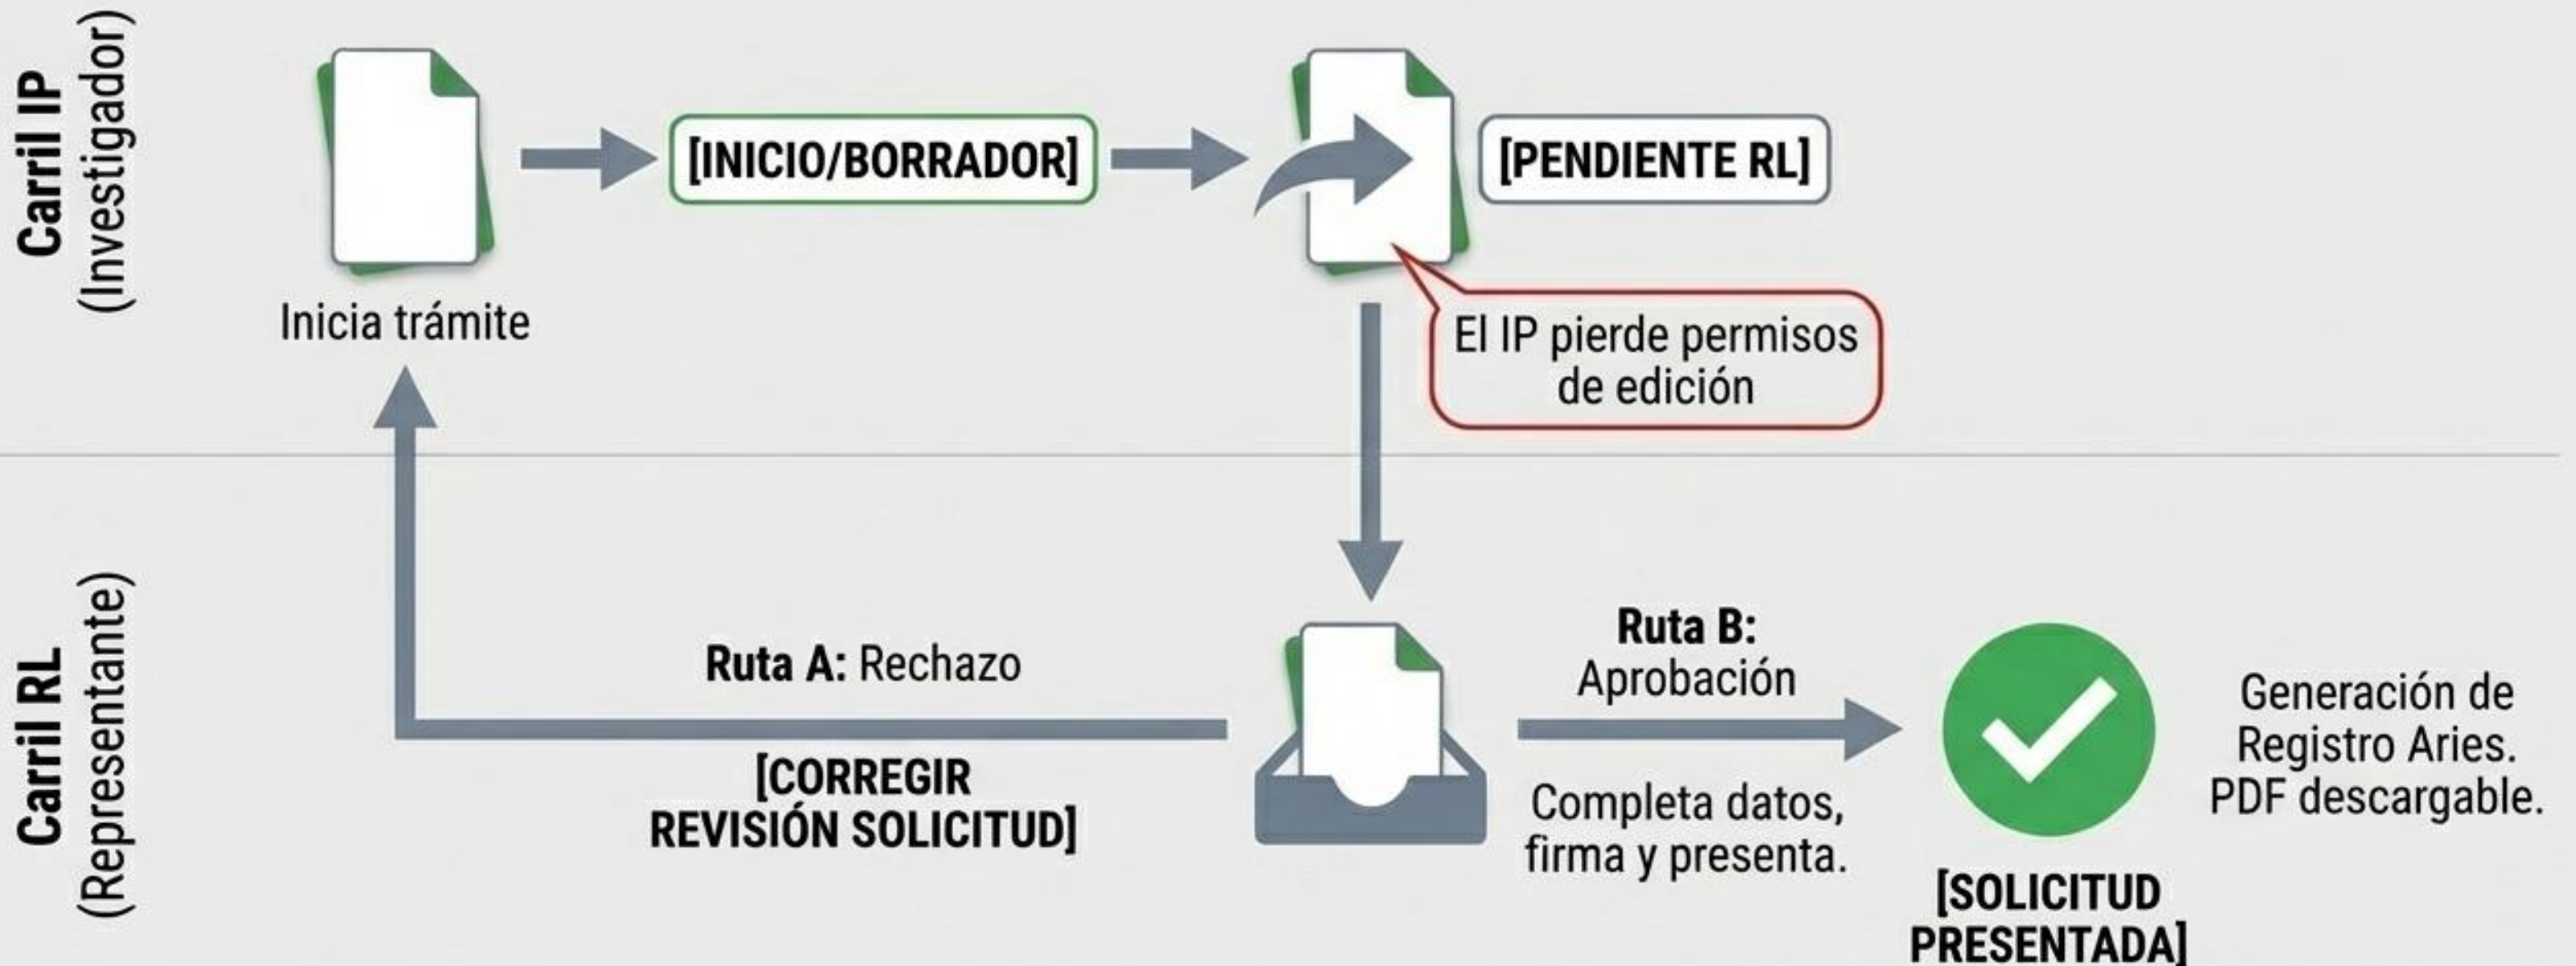 Carril IP
(Investigador)
Inicia trámite
[INICIO/BORRADOR]
[PENDIENTE RL]
El IP pierde permisos
de edición
Carril RL
(Representante)
Ruta A: Rechazo
[CORREGIR
REVISIÓN SOLICITUD]
Ruta B:
Aprobación
Completa datos,
firma y presenta.
[SOLICITUD
PRESENTADA]
Generación de
Registro Aries.
PDF descargable.